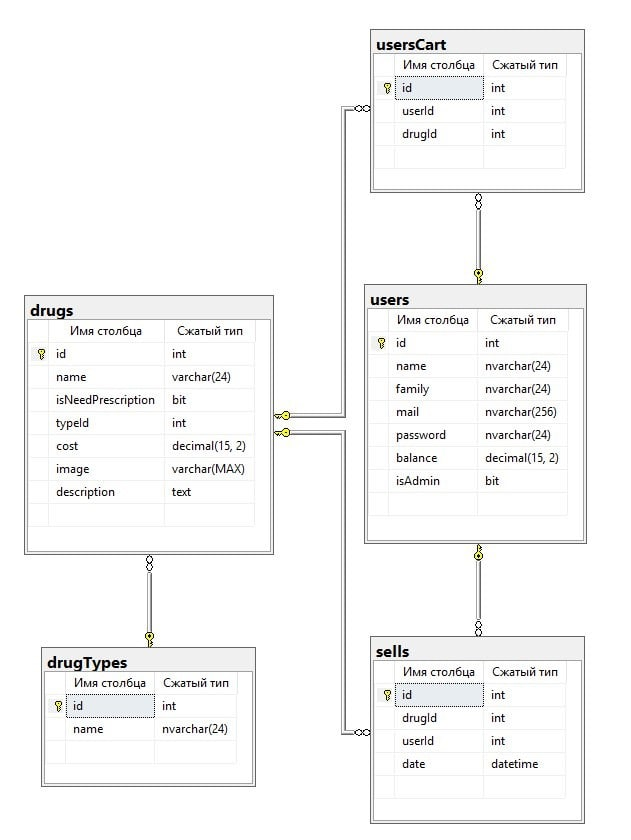 usersCart
Имя столбца Сжатый тип
id int
userId int
drugId int
drugs
Имя столбца Сжатый тип
id int
name varchar(24)
isNeedPrescription bit
typeId int
cost decimal(15, 2)
image varchar(MAX)
description text
users
Имя столбца Сжатый тип
id int
name nvarchar(24)
family nvarchar(24)
mail nvarchar(256)
password nvarchar(24)
balance decimal(15, 2)
isAdmin bit
drugTypes
Имя столбца Сжатый тип
id int
name nvarchar(24)
sells
Имя столбца Сжатый тип
id int
drugId int
userId int
date datetime